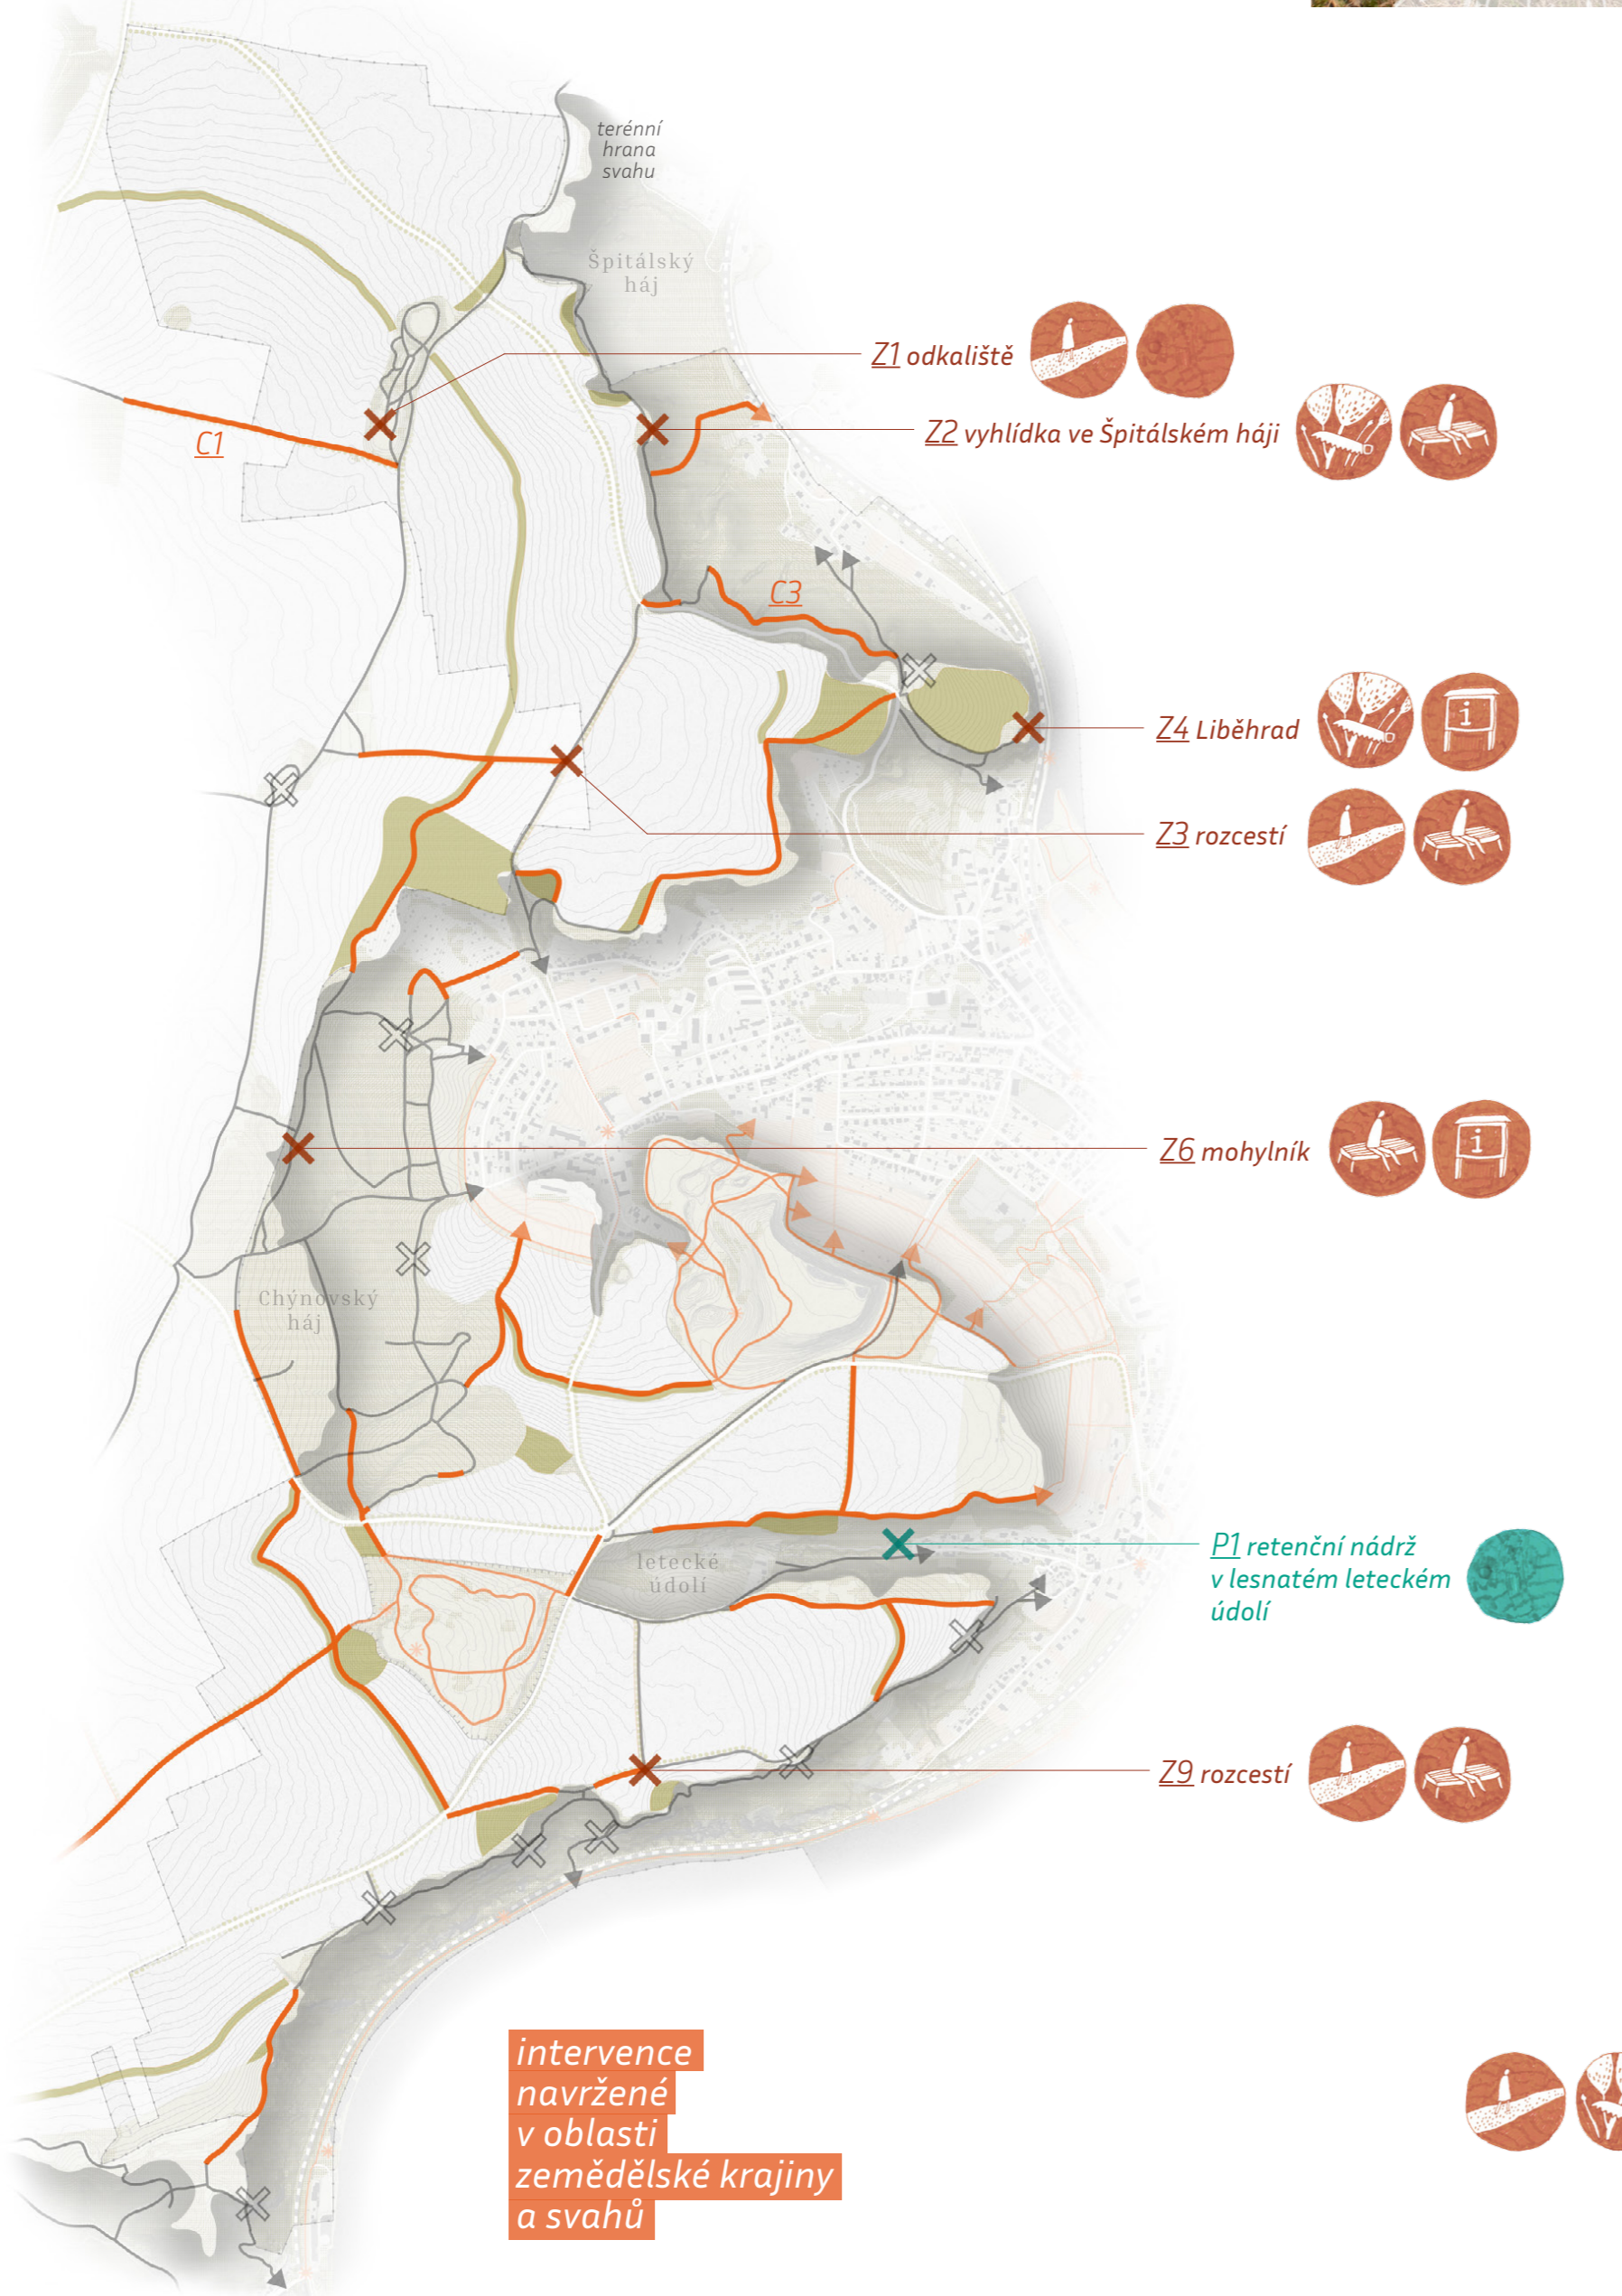 terénní
hrana
svahu
Špitálský
háj
Z1 odkaliště
Z2 vyhlídka ve Špitálském háji
C1
C3
Z4 Liběhrad
Z3 rozcestí
Z6 mohylník
Chýnovský
háj
P1 retenční nádrž
v lesnatém leteckém
údolí
letecké
údolí
Z9 rozcestí
intervence
navržené
v oblasti
zemědělské krajiny
a svahů
i
i